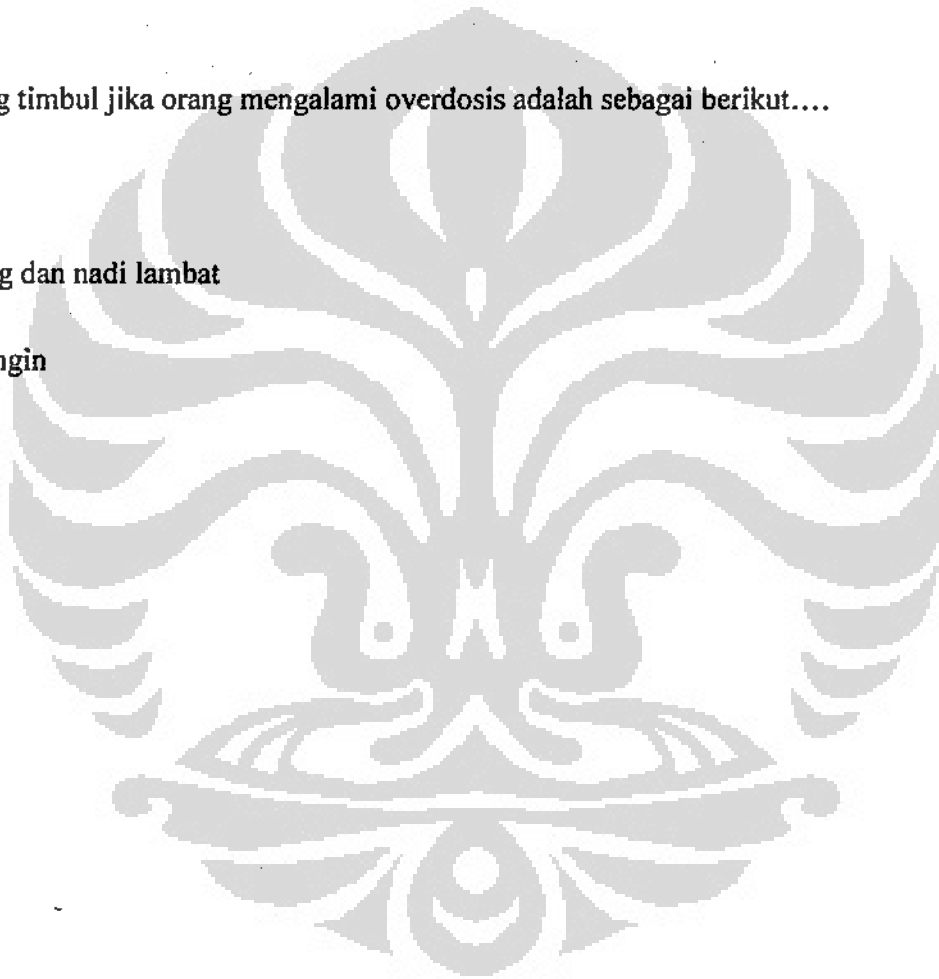 g timbul jika orang mengalami overdosis adalah sebagai berikut....
g dan nadi lambat
ngin